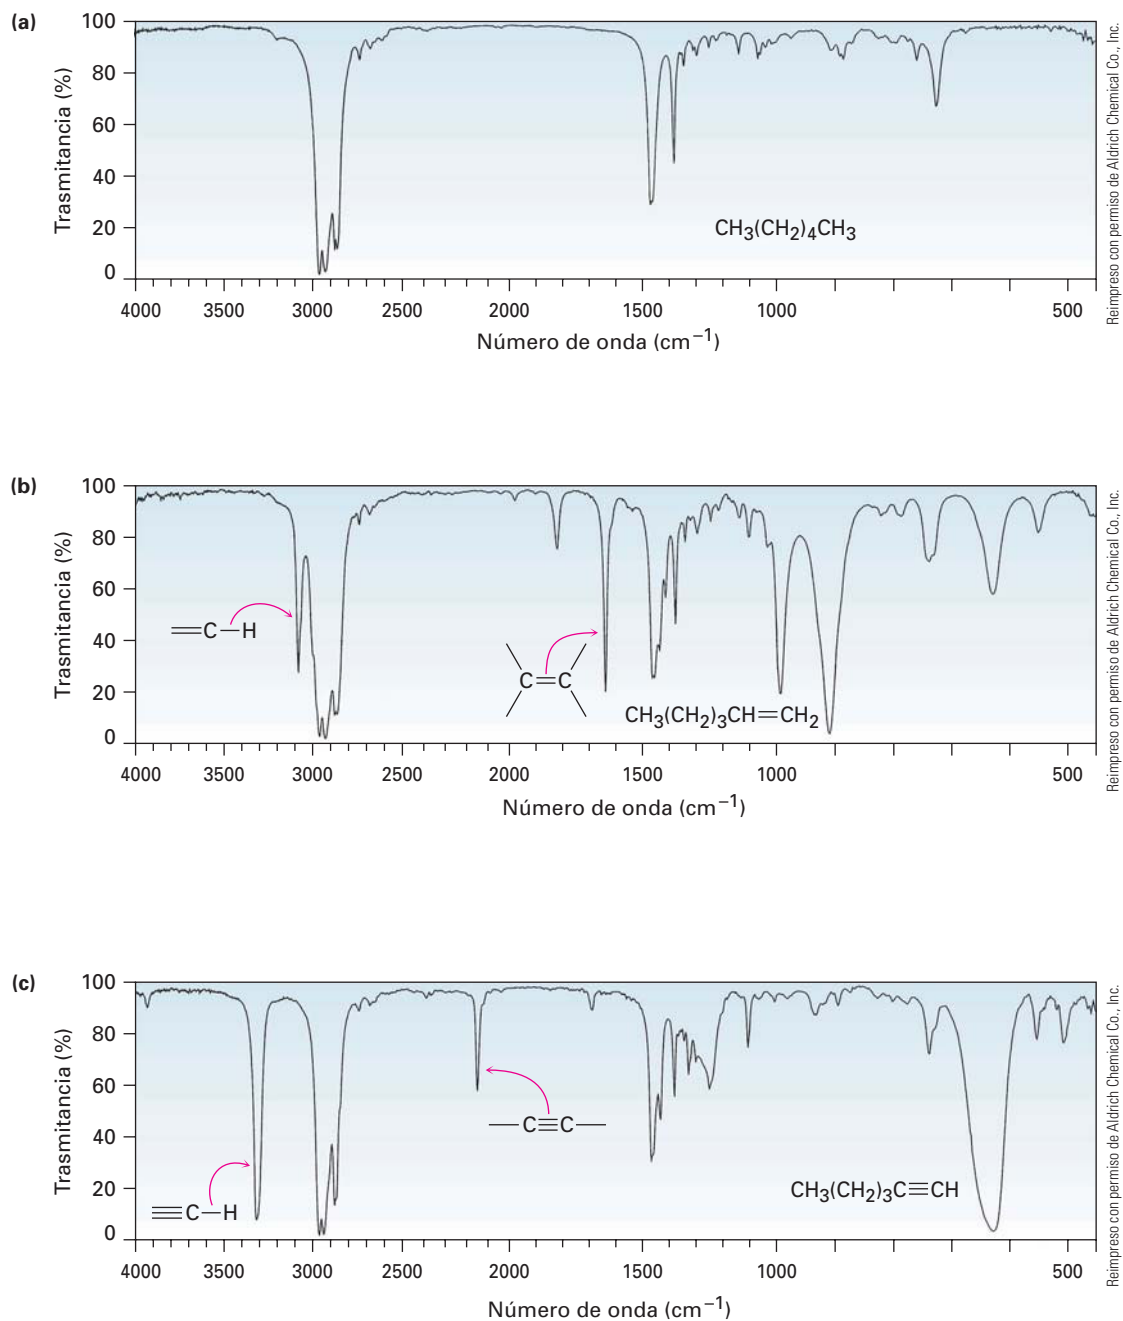 (a)
100
80
60
40
20
0
Trasmitancia (%)
CH₃(CH₂)₄CH₃
4000 3500 3000 2500 2000 1500 1000 500
Número de onda (cm⁻¹)
Reimpreso con permiso de Aldrich Chemical Co., Inc.
(b)
100
80
60
40
20
0
Trasmitancia (%)
═C—H
C═C
CH₃(CH₂)₃CH═CH₂
4000 3500 3000 2500 2000 1500 1000 500
Número de onda (cm⁻¹)
Reimpreso con permiso de Aldrich Chemical Co., Inc.
(c)
100
80
60
40
20
0
Trasmitancia (%)
≡C—H
—C≡C—
CH₃(CH₂)₃C≡CH
4000 3500 3000 2500 2000 1500 1000 500
Número de onda (cm⁻¹)
Reimpreso con permiso de Aldrich Chemical Co., Inc.